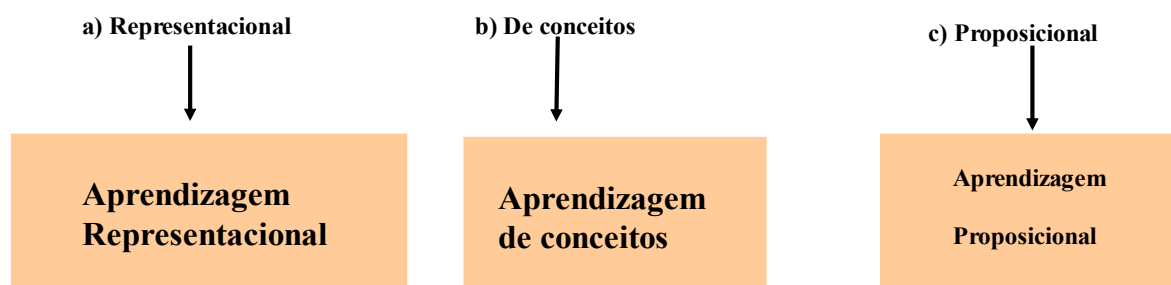 a) Representacional
b) De conceitos
c) Proposicional
Aprendizagem
Representacional
Aprendizagem
de conceitos
Aprendizagem
Proposicional